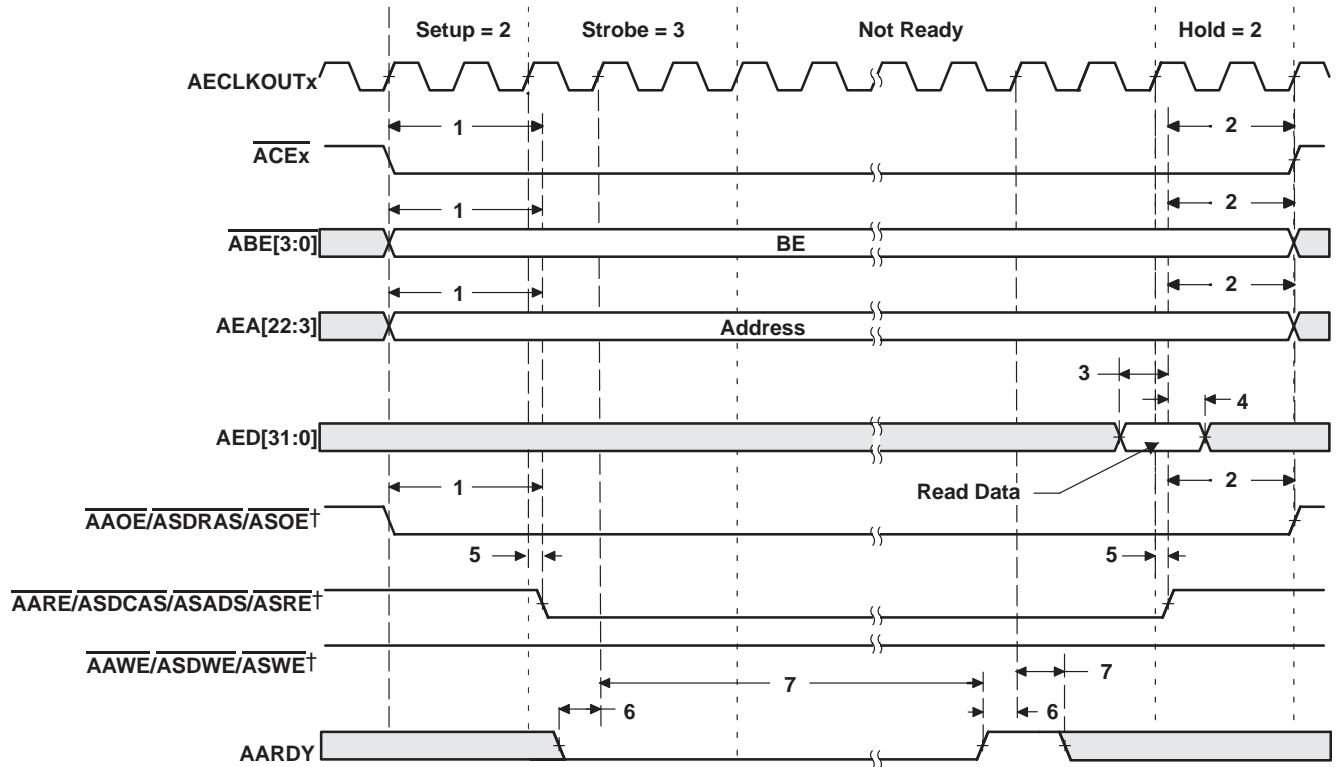 Setup = 2 Strobe = 3 Not Ready Hold = 2
AECLKOUTx
1 2
ACEx
1 2
ABE[3:0] BE
1 2
AEA[22:3] Address
3
4
AED[31:0]
1 Read Data 2
AAOE/ASDRAS/ASOE†
5 5
AARE/ASDCAS/ASADS/ASRE†
AAWE/ASDWE/ASWE†
7 7
6 6
AARDY